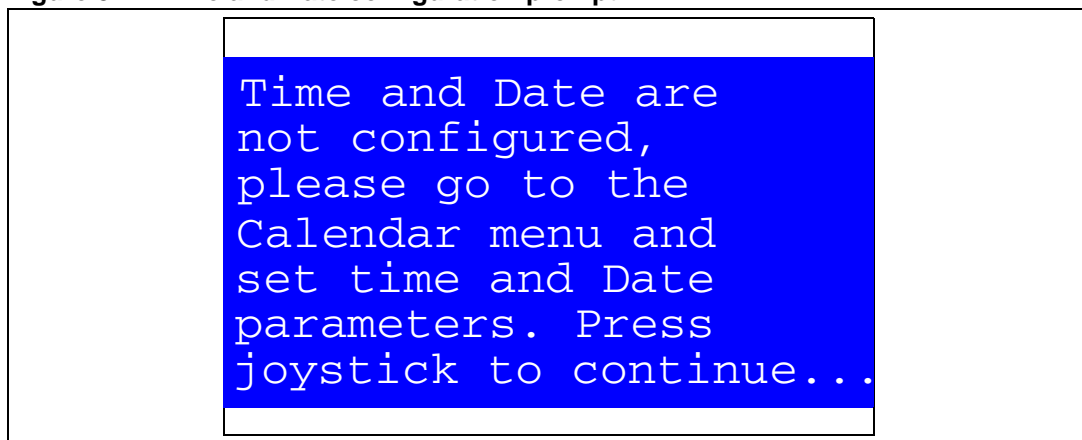 Time and Date are
not configured,
please go to the
Calendar menu and
set time and Date
parameters. Press
joystick to continue...